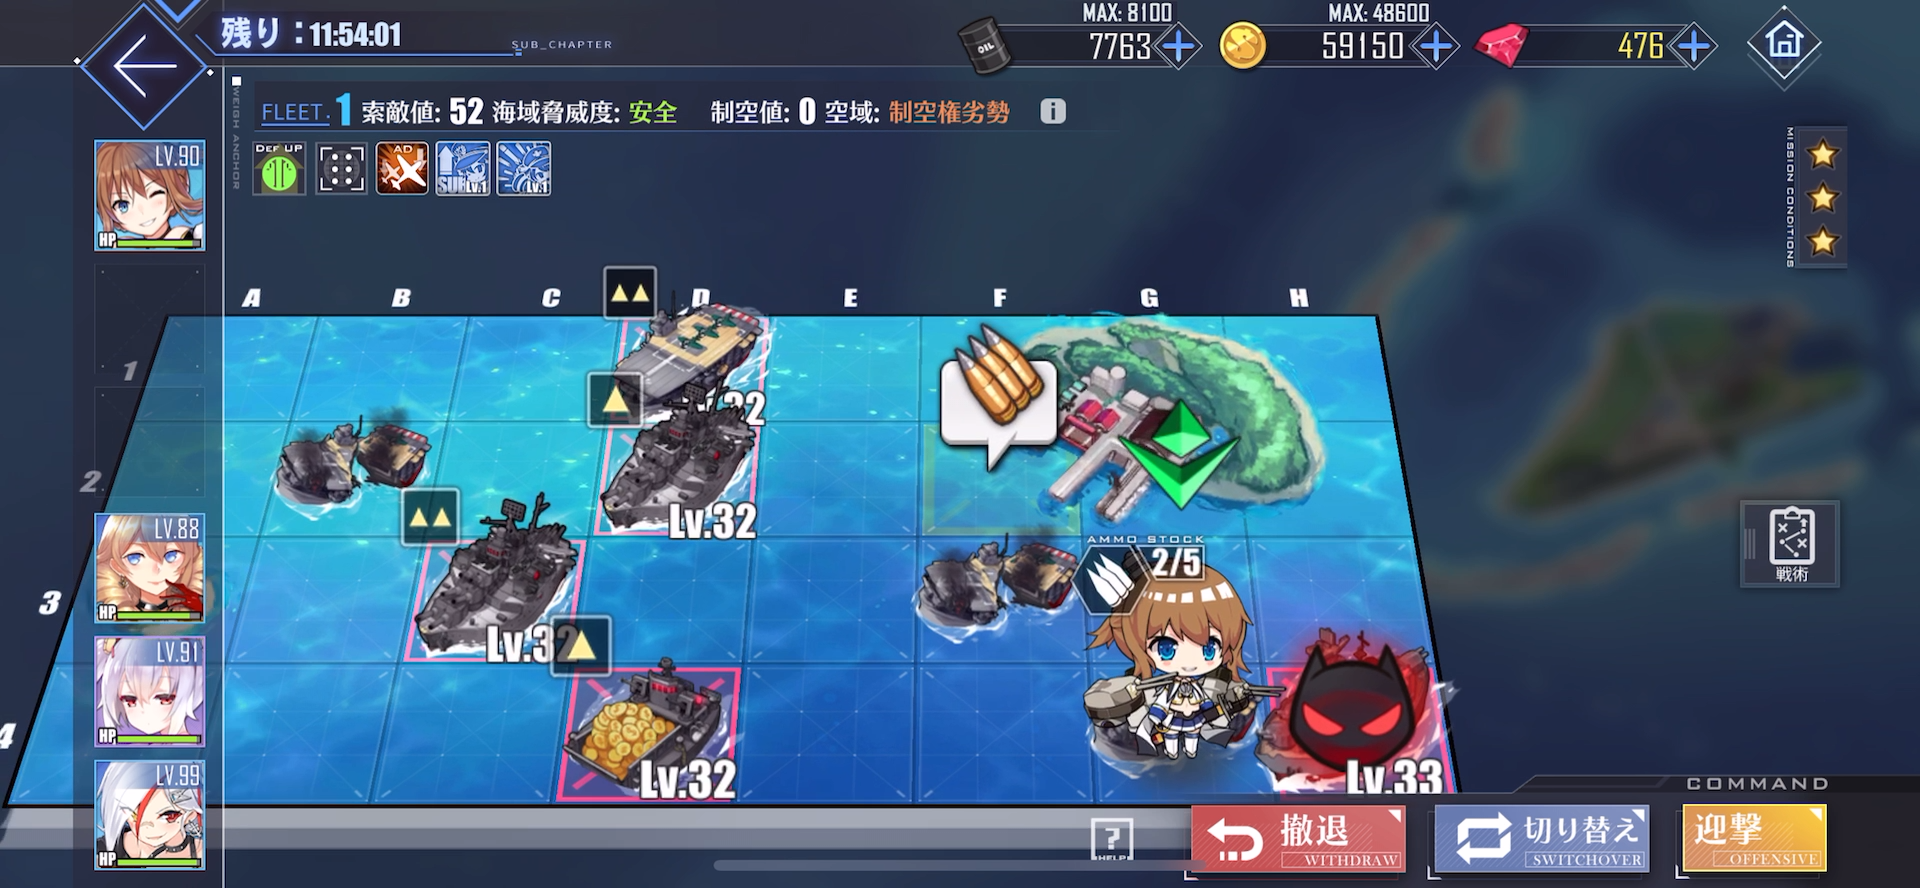 残り：11:54:01
SUB_CHAPTER
MAX: 8100
7763
MAX: 48600
59150
476
OIL
WEIGH ANCHOR
FLEET. 1 索敵値: 52 海域脅威度: 安全 制空値: 0 空域: 制空権劣勢
DEF UP
AD
SUB Lv.1
Lv.1
MISSION CONDITIONS
LV.90
HP
A B C D E F G H
1
2
3
4
Lv.32
Lv.32
Lv.32
Lv.32
AMMO STOCK
2/5
Lv.33
LV.88
HP
LV.91
HP
LV.99
HP
戦術
COMMAND
?
HELP
撤退
WITHDRAW
切り替え
SWITCHOVER
迎撃
OFFENSIVE